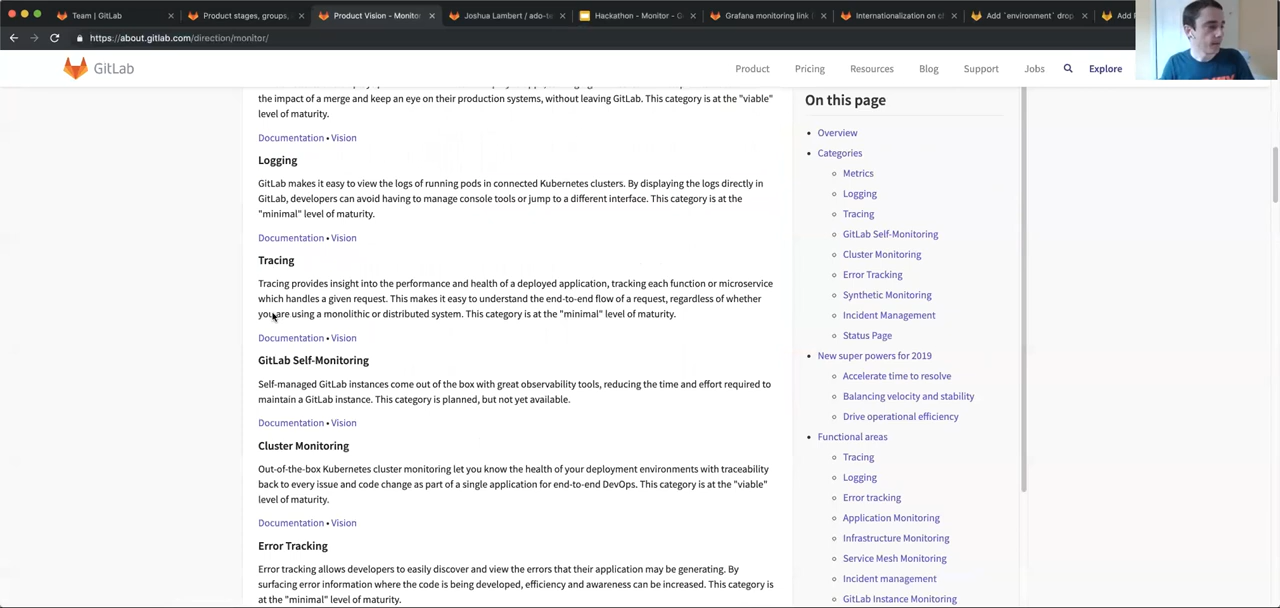 Team | GitLab
Product stages, groups,
Product Vision - Monitor
Joshua Lambert / ado-te
Hackathon - Monitor - G
Grafana monitoring link
Internationalization on c
Add `environment` drop
Add
https://about.gitlab.com/direction/monitor/
GitLab
Product
Pricing
Resources
Blog
Support
Jobs
Explore
the impact of a merge and keep an eye on their production systems, without leaving GitLab. This category is at the "viable"
level of maturity.
Documentation • Vision
Logging
GitLab makes it easy to view the logs of running pods in connected Kubernetes clusters. By displaying the logs directly in
GitLab, developers can avoid having to manage console tools or jump to a different interface. This category is at the
"minimal" level of maturity.
Documentation • Vision
Tracing
Tracing provides insight into the performance and health of a deployed application, tracking each function or microservice
which handles a given request. This makes it easy to understand the end-to-end flow of a request, regardless of whether
you are using a monolithic or distributed system. This category is at the "minimal" level of maturity.
Documentation • Vision
GitLab Self-Monitoring
Self-managed GitLab instances come out of the box with great observability tools, reducing the time and effort required to
maintain a GitLab instance. This category is planned, but not yet available.
Documentation • Vision
Cluster Monitoring
Out-of-the-box Kubernetes cluster monitoring let you know the health of your deployment environments with traceability
back to every issue and code change as part of a single application for end-to-end DevOps. This category is at the "viable"
level of maturity.
Documentation • Vision
Error Tracking
Error tracking allows developers to easily discover and view the errors that their application may be generating. By
surfacing error information where the code is being developed, efficiency and awareness can be increased. This category is
at the "minimal" level of maturity.
On this page
Overview
Categories
Metrics
Logging
Tracing
GitLab Self-Monitoring
Cluster Monitoring
Error Tracking
Synthetic Monitoring
Incident Management
Status Page
New super powers for 2019
Accelerate time to resolve
Balancing velocity and stability
Drive operational efficiency
Functional areas
Tracing
Logging
Error tracking
Application Monitoring
Infrastructure Monitoring
Service Mesh Monitoring
Incident management
GitLab Instance Monitoring